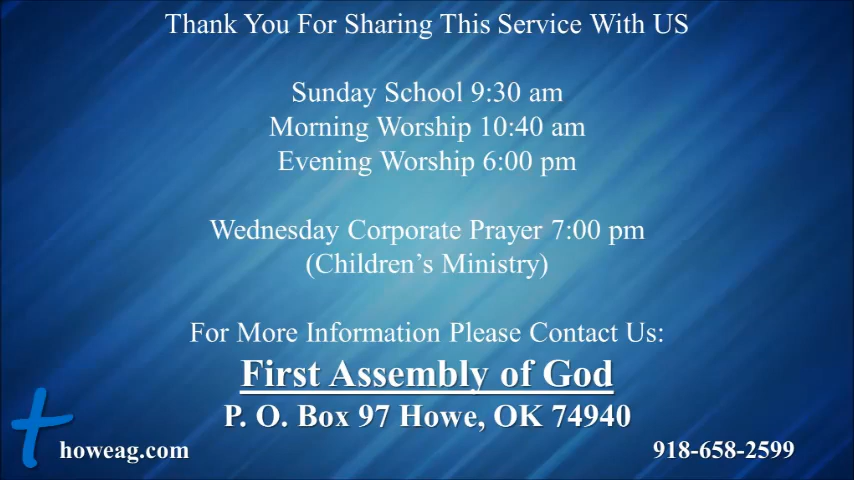 Thank You For Sharing This Service With US
Sunday School 9:30 am
Morning Worship 10:40 am
Evening Worship 6:00 pm
Wednesday Corporate Prayer 7:00 pm
(Children’s Ministry)
For More Information Please Contact Us:
First Assembly of God
P. O. Box 97 Howe, OK 74940
howeag.com
918-658-2599